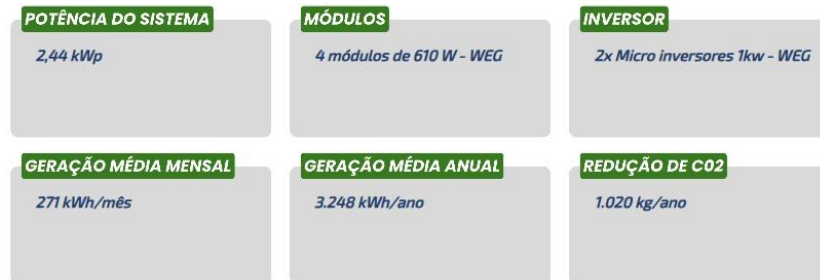 POTÊNCIA DO SISTEMA
2,44 kWp
MÓDULOS
4 módulos de 610 W - WEG
INVERSOR
2x Micro inversores 1kw - WEG
GERAÇÃO MÉDIA MENSAL
271 kWh/mês
GERAÇÃO MÉDIA ANUAL
3.248 kWh/ano
REDUÇÃO DE C02
1.020 kg/ano